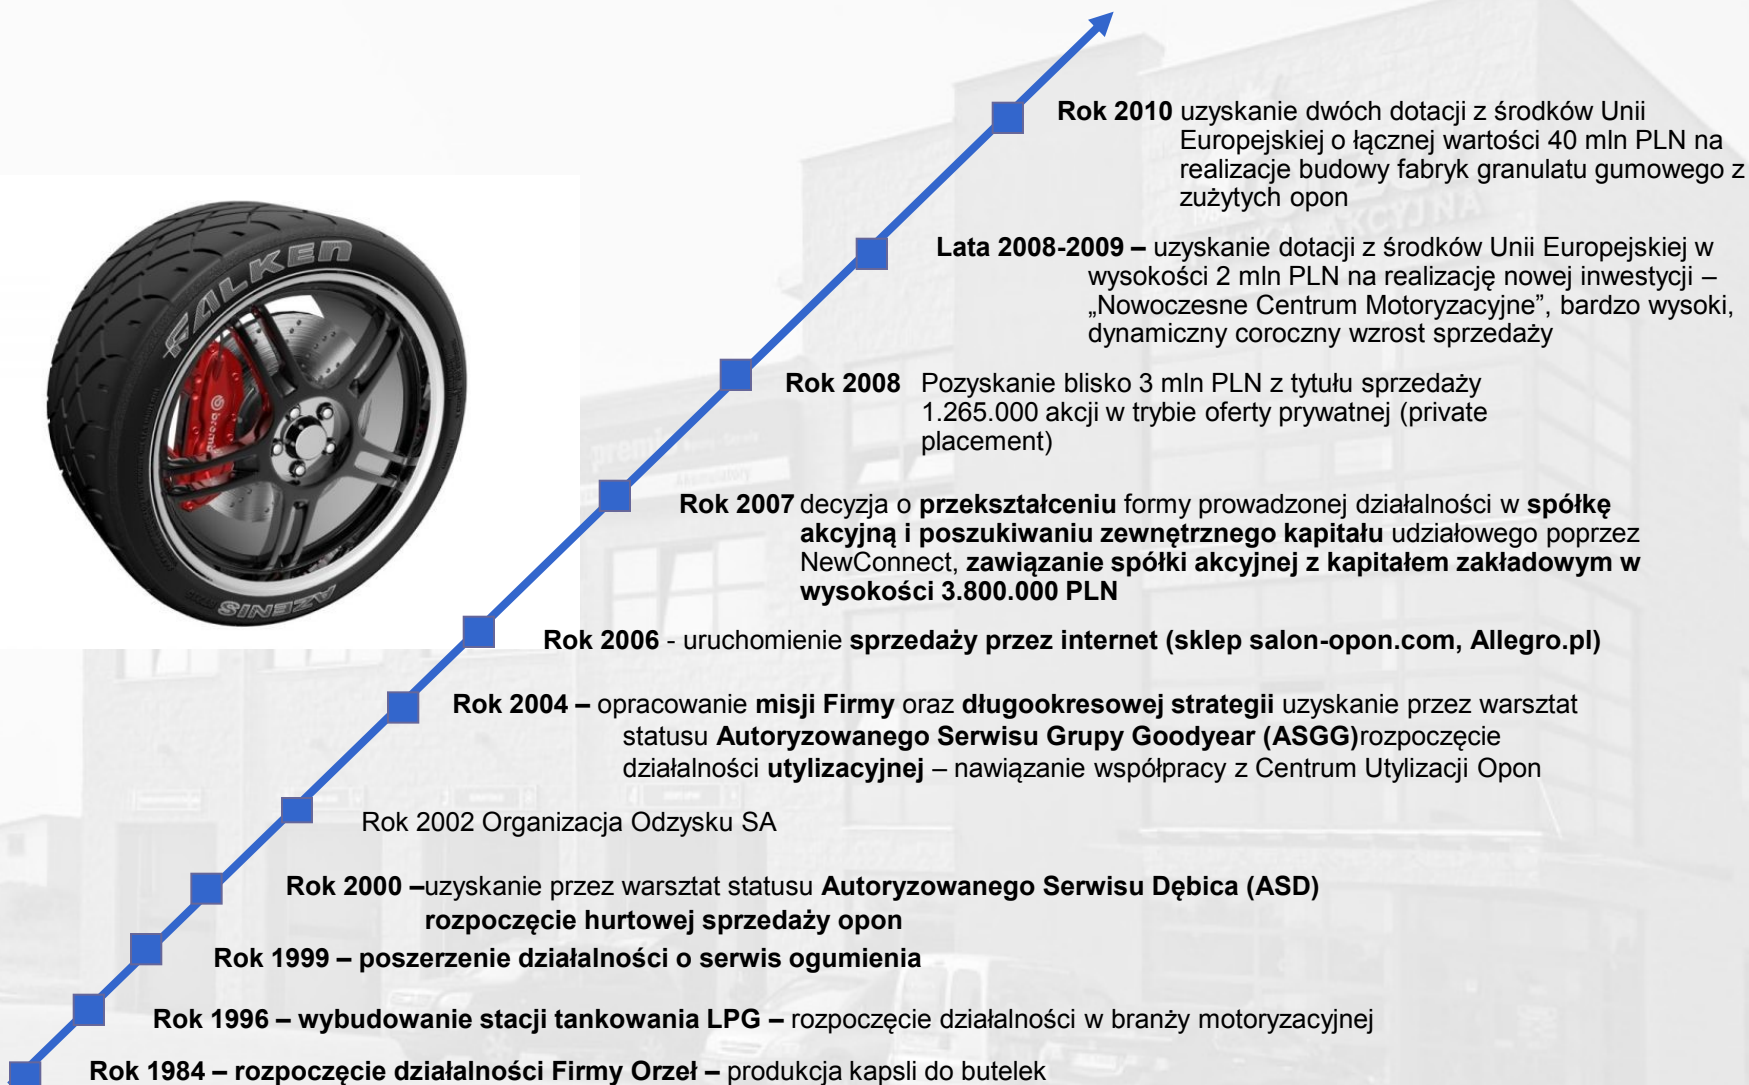 Rok 2010 uzyskanie dwóch dotacji z środków Unii
Europejskiej o łącznej wartości 40 mln PLN na
realizacje budowy fabryk granulatu gumowego z
zużytych opon
Lata 2008-2009 – uzyskanie dotacji z środków Unii Europejskiej w
wysokości 2 mln PLN na realizację nowej inwestycji –
„Nowoczesne Centrum Motoryzacyjne”, bardzo wysoki,
dynamiczny coroczny wzrost sprzedaży
Rok 2008 Pozyskanie blisko 3 mln PLN z tytułu sprzedaży
1.265.000 akcji w trybie oferty prywatnej (private
placement)
Rok 2007 decyzja o przekształceniu formy prowadzonej działalności w spółkę
akcyjną i poszukiwaniu zewnętrznego kapitału udziałowego poprzez
NewConnect, zawiązanie spółki akcyjnej z kapitałem zakładowym w
wysokości 3.800.000 PLN
Rok 2006 - uruchomienie sprzedaży przez internet (sklep salon-opon.com, Allegro.pl)
Rok 2004 – opracowanie misji Firmy oraz długookresowej strategii uzyskanie przez warsztat
statusu Autoryzowanego Serwisu Grupy Goodyear (ASGG)rozpoczęcie
działalności utylizacyjnej – nawiązanie współpracy z Centrum Utylizacji Opon
Rok 2002 Organizacja Odzysku SA
Rok 2000 –uzyskanie przez warsztat statusu Autoryzowanego Serwisu Dębica (ASD)
rozpoczęcie hurtowej sprzedaży opon
Rok 1999 – poszerzenie działalności o serwis ogumienia
Rok 1996 – wybudowanie stacji tankowania LPG – rozpoczęcie działalności w branży motoryzacyjnej
Rok 1984 – rozpoczęcie działalności Firmy Orzeł – produkcja kapsli do butelek
FALKEN
brembo
AZENIS
AKCYJNA
Akumulatory